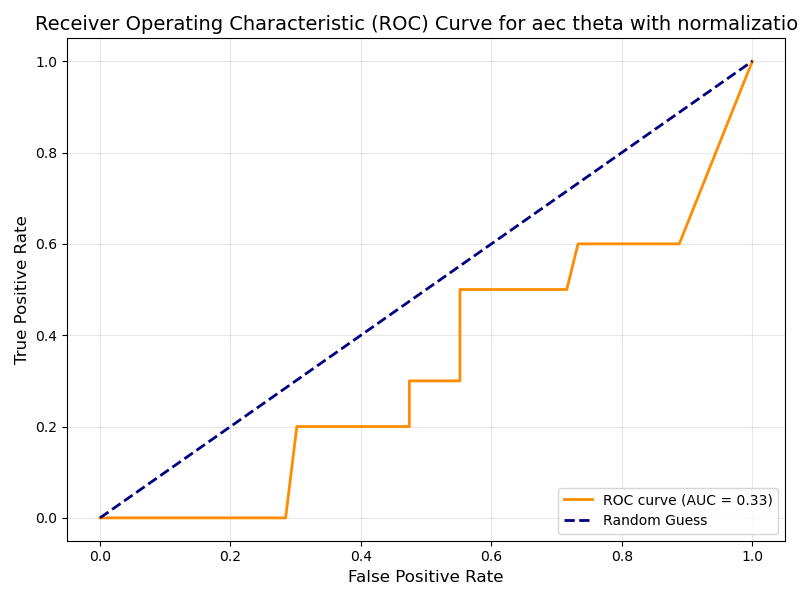 Receiver Operating Characteristic (ROC) Curve for aec theta with normalizatio
1.0
0.8
0.6
0.4
0.2
0.0
True Positive Rate
ROC curve (AUC = 0.33)
Random Guess
0.0 0.2 0.4 0.6 0.8 1.0
False Positive Rate